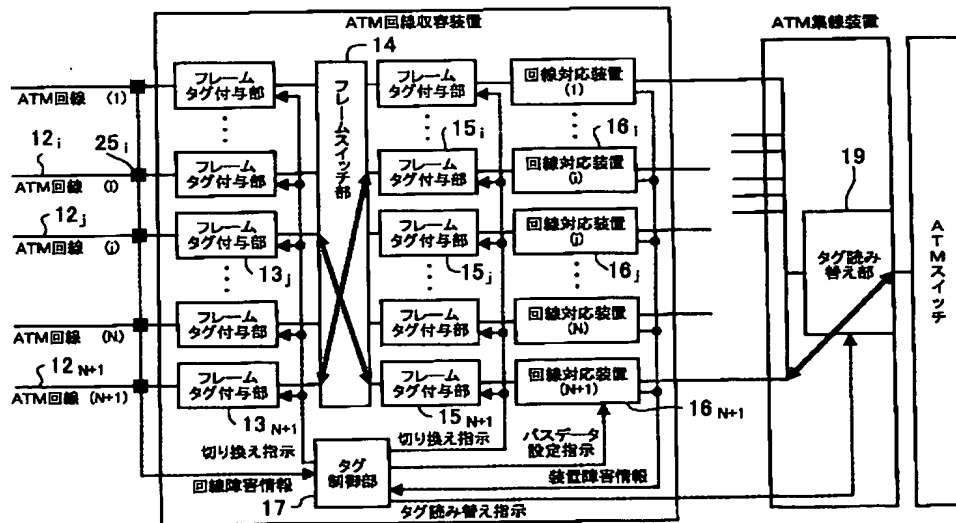 ATM回線収容装置
ATM集線装置
14
フレーム
タグ付与部
フレーム
タグ付与部
回線対応装置
(1)
ATM回線 (1)
フレームスイッチ部
12i
25i
15i
16i
フレーム
タグ付与部
フレーム
タグ付与部
回線対応装置
(i)
19
ATM回線 (i)
12j
フレーム
タグ付与部
フレーム
タグ付与部
回線対応装置
(j)
ATM回線 (j)
13j
15j
16j
タグ読み
替え部
ATMスイッチ
フレーム
タグ付与部
フレーム
タグ付与部
回線対応装置
(N)
ATM回線 (N)
12N+1
フレーム
タグ付与部
フレーム
タグ付与部
回線対応装置
(N+1)
ATM回線 (N+1)
13N+1
15N+1
16N+1
切り換え指示
切り換え指示
パスデータ
設定指示
タグ
制御部
回線障害情報
装置障害情報
17
タグ読み替え指示